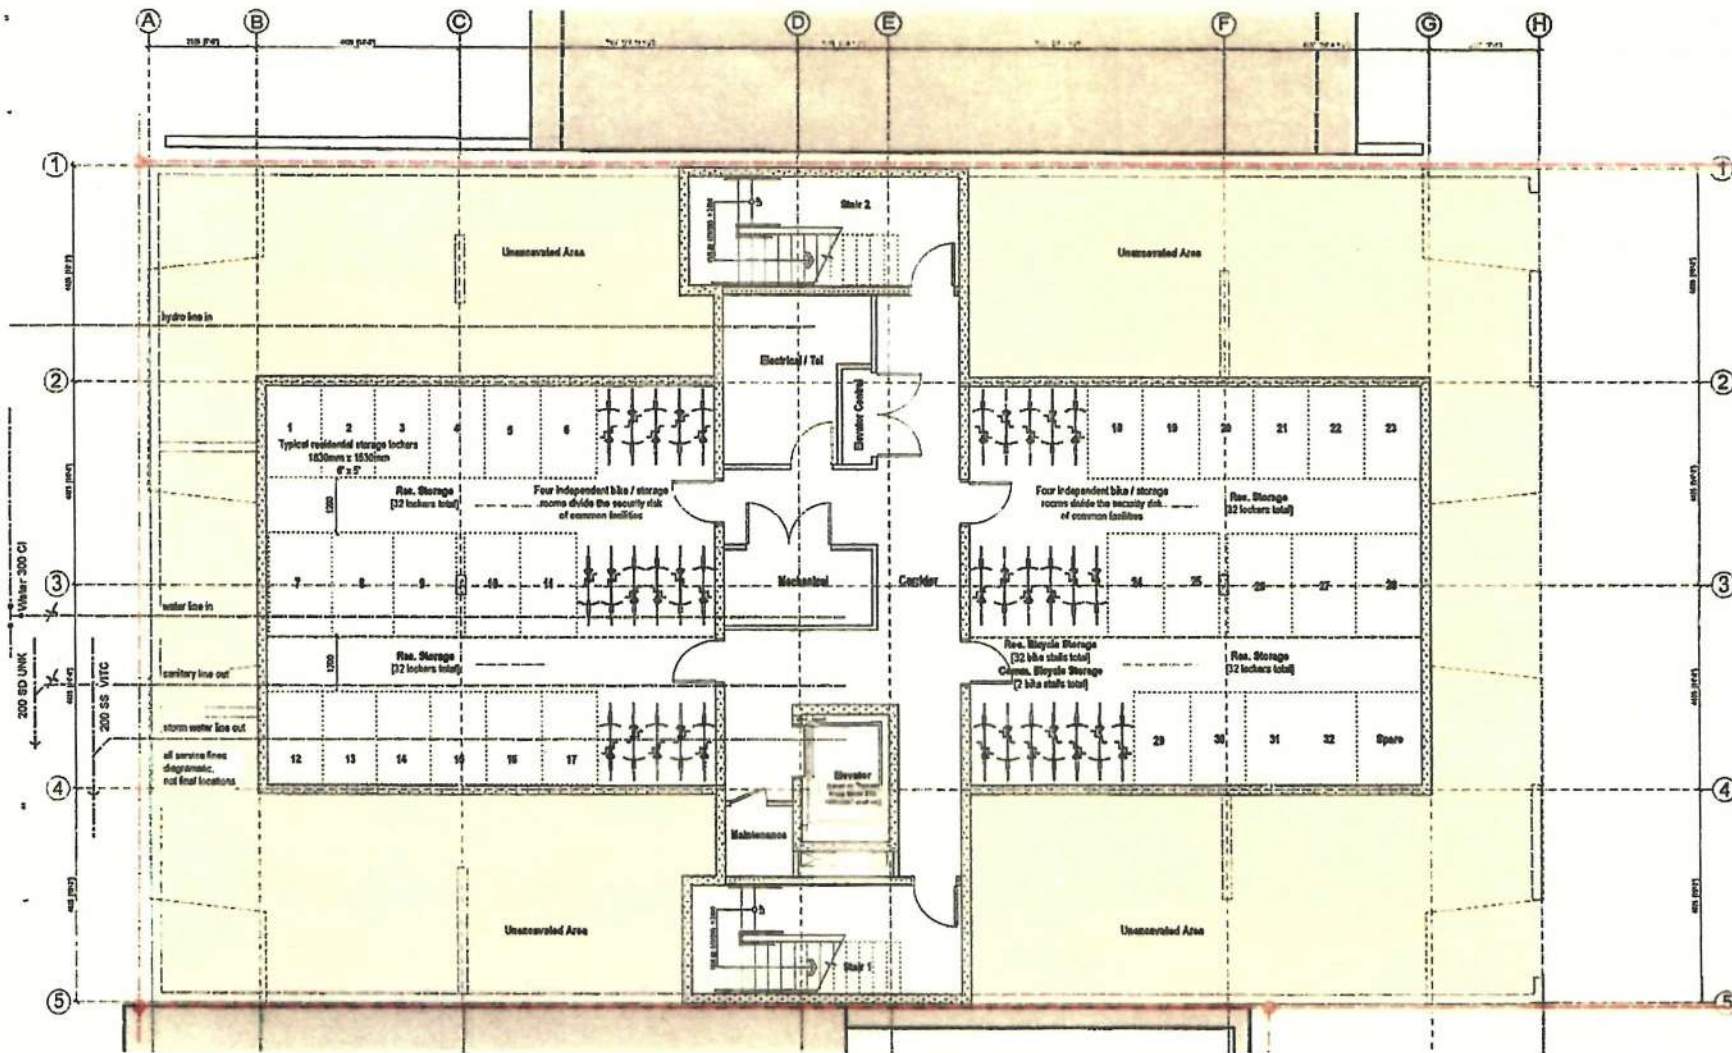 A B C D E F G H
1 1
Stair 2
up
Unexcavated Area Unexcavated Area
hydro line in
Electrical / Tel
2 2
Elevator Control
1 2 3 4 5 6
18 19 20 21 22 23
Typical residential storage lockers
1830mm x 1530mm
6' x 5'
Res. Storage
[32 lockers total]
Four independent bike / storage
rooms divide the security risk
of common facilities
Four independent bike / storage
rooms divide the security risk
of common facilities
Res. Storage
[32 lockers total]
1200
Water 300 CI
3 3
7 8 9 10 11
Mechanical
Corridor
24 25 26 27 28
water line in
1200
Res. Storage
[32 lockers total]
Res. Bicycle Storage
[32 bike stalls total]
Comm. Bicycle Storage
[2 bike stalls total]
Res. Storage
[32 lockers total]
sanitary line out
200 SD UNK
200 SS VITC
storm water line out
all service lines
diagramatic,
not final locations
12 13 14 15 16 17
29 30 31 32 Spare
Elevator
4 4
Maintenance
up
Unexcavated Area Unexcavated Area
Stair 1
5 5